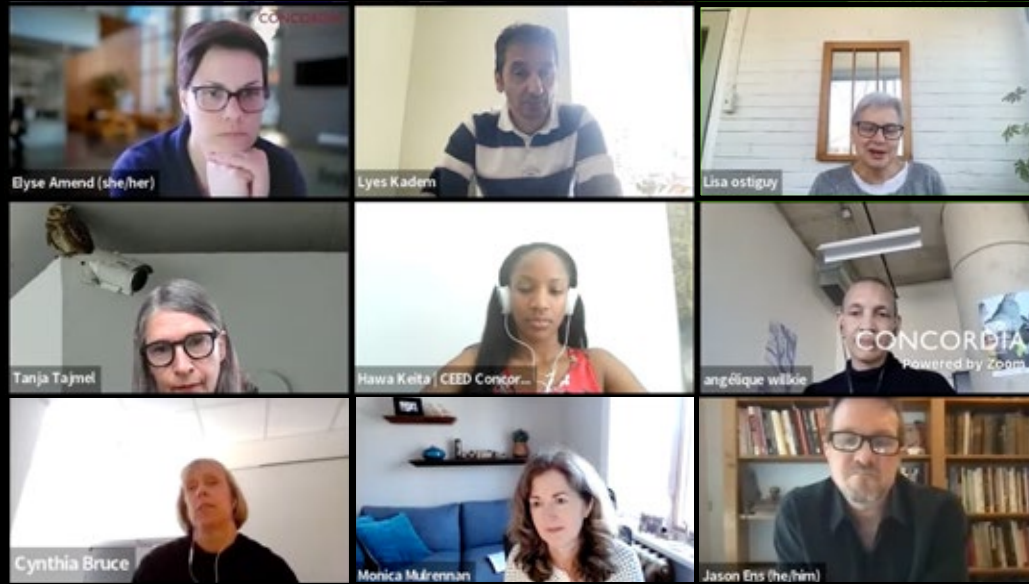 CONCORDIA
Elyse Amend (she/her)
Lyes Kadem
Lisa ostiguy
Tanja Tajmel
Hawa Keita | CEED Concor...
CONCORDIA
Powered by Zoom
angélique willkie
Cynthia Bruce
Monica Mulrennan
Jason Ens (he/him)